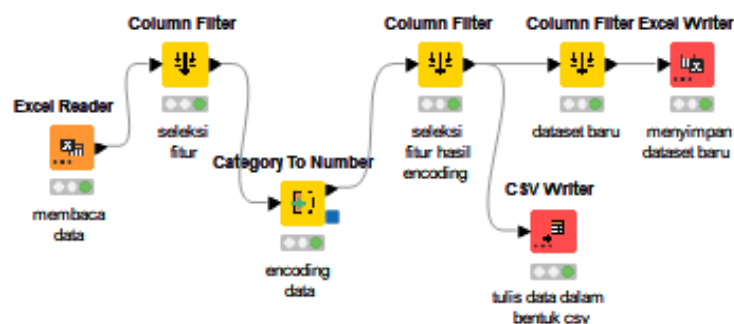 Column Filter
Column Filter
Column Filter
Excel Writer
Excel Reader
seleksi
fitur
seleksi
fitur hasil
encoding
dataset baru
menyimpan
dataset baru
Category To Number
CSV Writer
membaca
data
encoding
data
tulis data dalam
bentuk csv